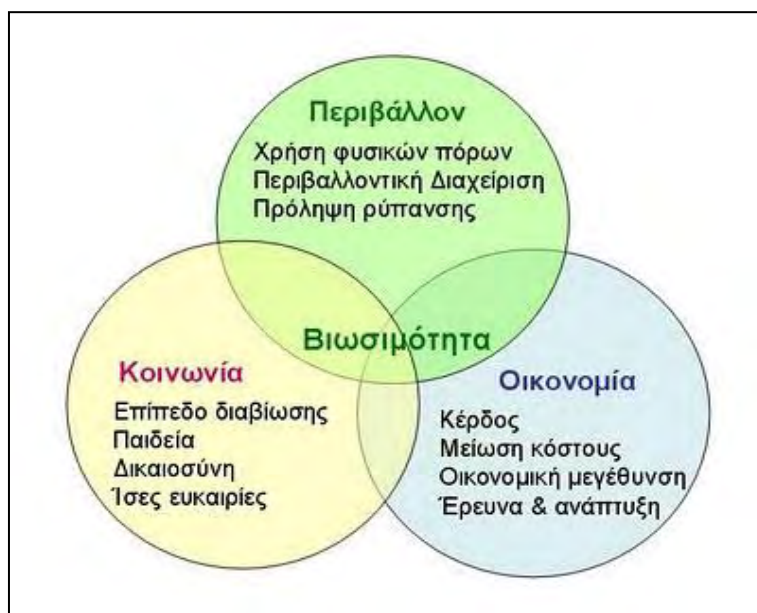 Περιβάλλον
Χρήση φυσικών πόρων
Περιβαλλοντική Διαχείριση
Πρόληψη ρύπανσης
Βιωσιμότητα
Κοινωνία
Επίπεδο διαβίωσης
Παιδεία
Δικαιοσύνη
Ίσες ευκαιρίες
Οικονομία
Κέρδος
Μείωση κόστους
Οικονομική μεγέθυνση
Έρευνα & ανάπτυξη